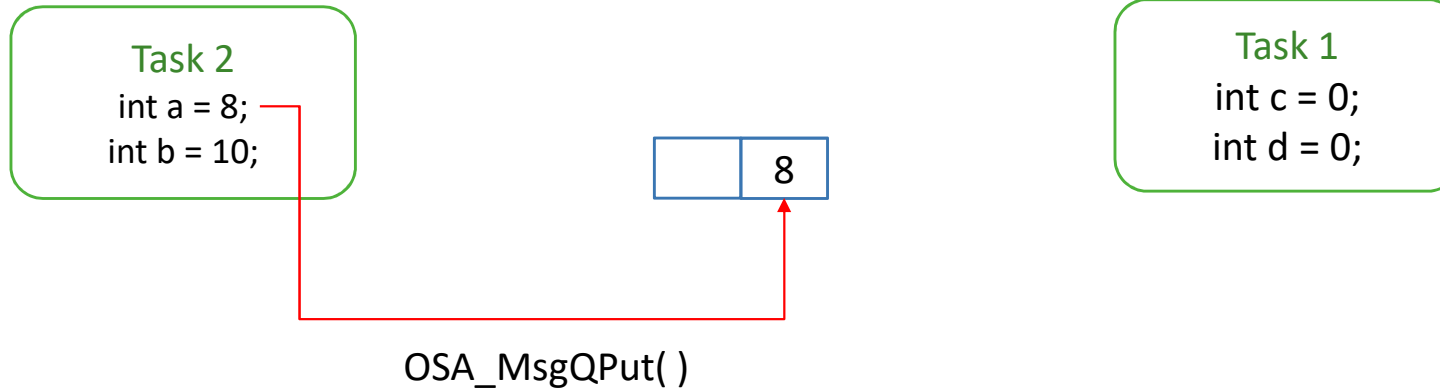 Task 2
int a = 8;
int b = 10;
8
Task 1
int c = 0;
int d = 0;
OSA_MsgQPut( )